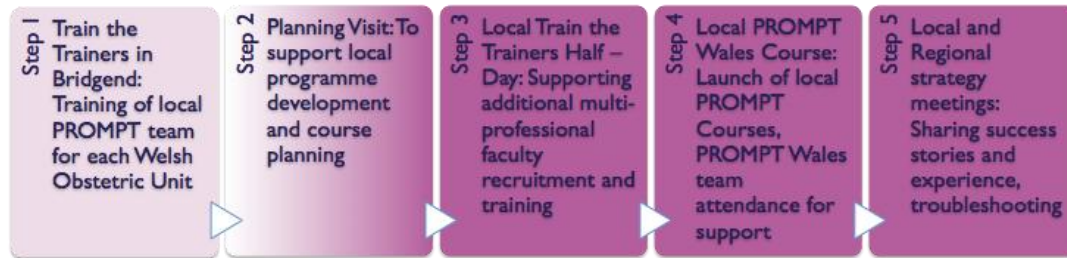 Step 1
Train the
Trainers in
Bridgend:
Training of local
PROMPT team
for each Welsh
Obstetric Unit
Step 2
Planning Visit: To
support local
programme
development
and course
planning
Step 3
Local Train the
Trainers Half –
Day: Supporting
additional multi-
professional
faculty
recruitment and
training
Step 4
Local PROMPT
Wales Course:
Launch of local
PROMPT
Courses,
PROMPT Wales
team
attendance for
support
Step 5
Local and
Regional
strategy
meetings:
Sharing success
stories and
experience,
troubleshooting